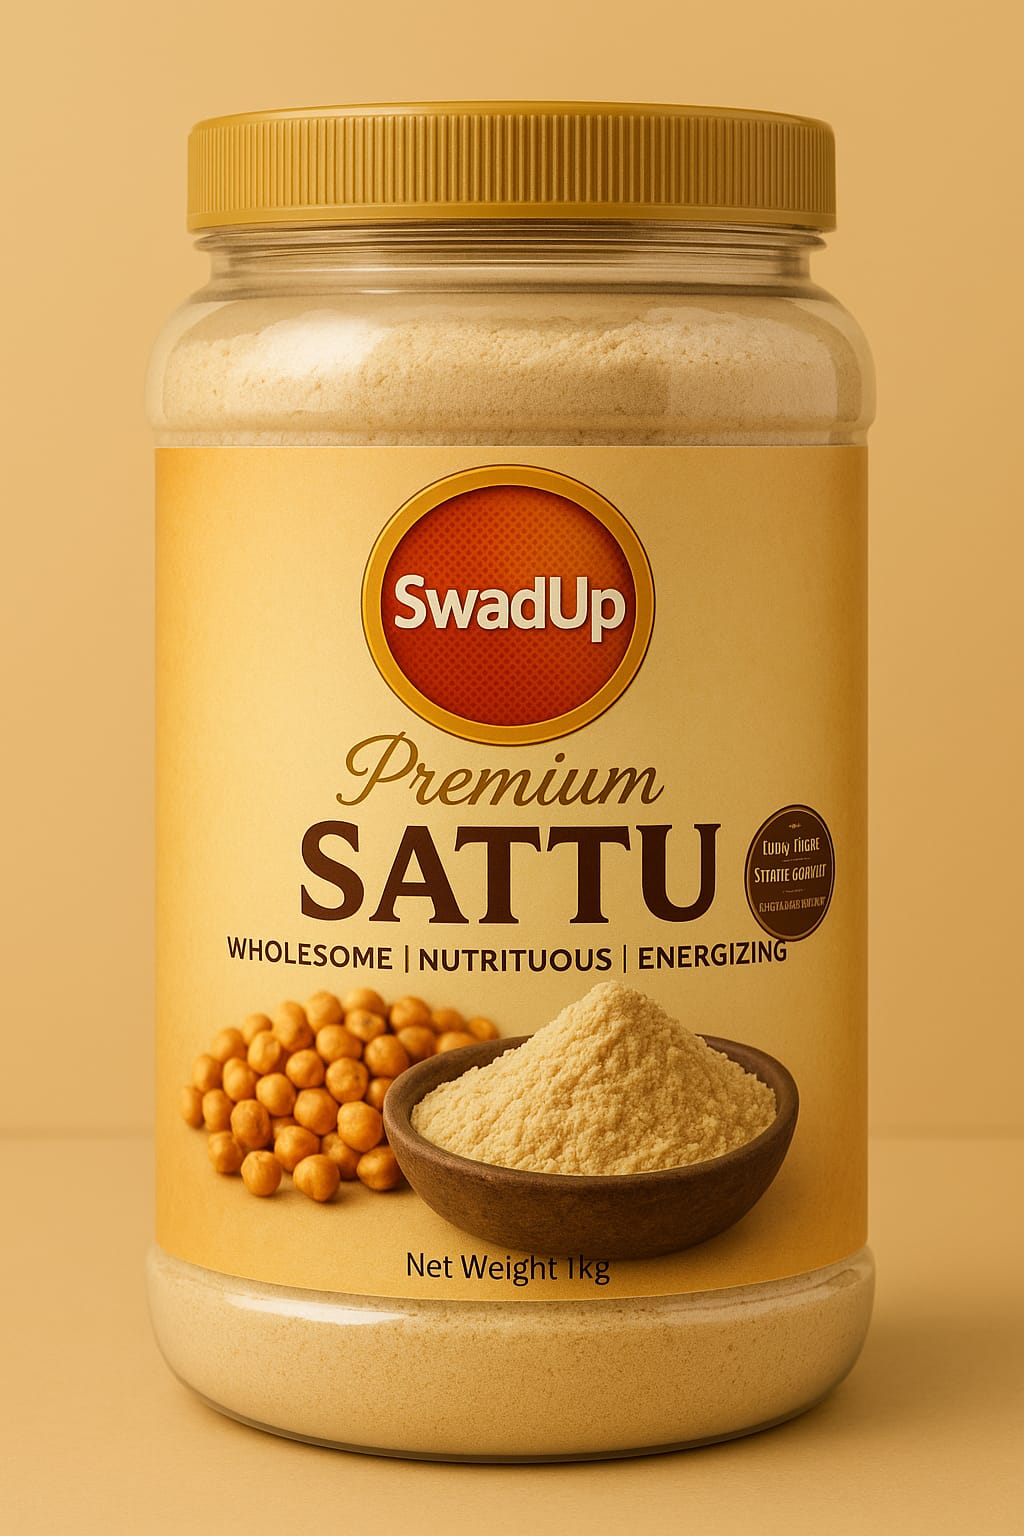 SwadUp
Premium
SATTU
WHOLESOME | NUTRITUOUS | ENERGIZING
Net Weight 1kg